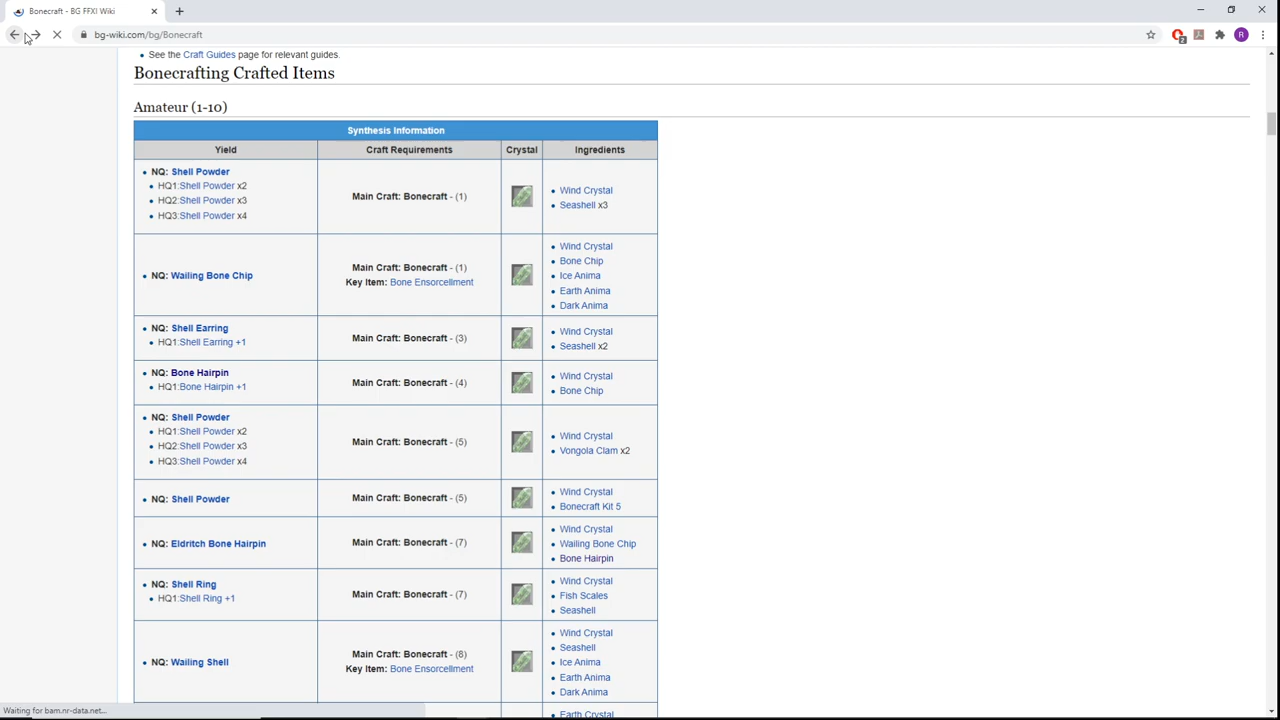 Bonecraft - BG FFXI Wiki
bg-wiki.com/bg/Bonecraft
2
R
• See the Craft Guides page for relevant guides.
Bonecrafting Crafted Items
Amateur (1-10)
Synthesis Information
Yield Craft Requirements Crystal Ingredients
• NQ: Shell Powder
• HQ1:Shell Powder x2
• HQ2:Shell Powder x3
• HQ3:Shell Powder x4
Main Craft: Bonecraft - (1)
• Wind Crystal
• Seashell x3
• NQ: Wailing Bone Chip
Main Craft: Bonecraft - (1)
Key Item: Bone Ensorcellment
• Wind Crystal
• Bone Chip
• Ice Anima
• Earth Anima
• Dark Anima
• NQ: Shell Earring
• HQ1:Shell Earring +1
Main Craft: Bonecraft - (3)
• Wind Crystal
• Seashell x2
• NQ: Bone Hairpin
• HQ1:Bone Hairpin +1
Main Craft: Bonecraft - (4)
• Wind Crystal
• Bone Chip
• NQ: Shell Powder
• HQ1:Shell Powder x2
• HQ2:Shell Powder x3
• HQ3:Shell Powder x4
Main Craft: Bonecraft - (5)
• Wind Crystal
• Vongola Clam x2
• NQ: Shell Powder
Main Craft: Bonecraft - (5)
• Wind Crystal
• Bonecraft Kit 5
• NQ: Eldritch Bone Hairpin
Main Craft: Bonecraft - (7)
• Wind Crystal
• Wailing Bone Chip
• Bone Hairpin
• NQ: Shell Ring
• HQ1:Shell Ring +1
Main Craft: Bonecraft - (7)
• Wind Crystal
• Fish Scales
• Seashell
• NQ: Wailing Shell
Main Craft: Bonecraft - (8)
Key Item: Bone Ensorcellment
• Wind Crystal
• Seashell
• Ice Anima
• Earth Anima
• Dark Anima
• Earth Crystal
Waiting for bam.nr-data.net...